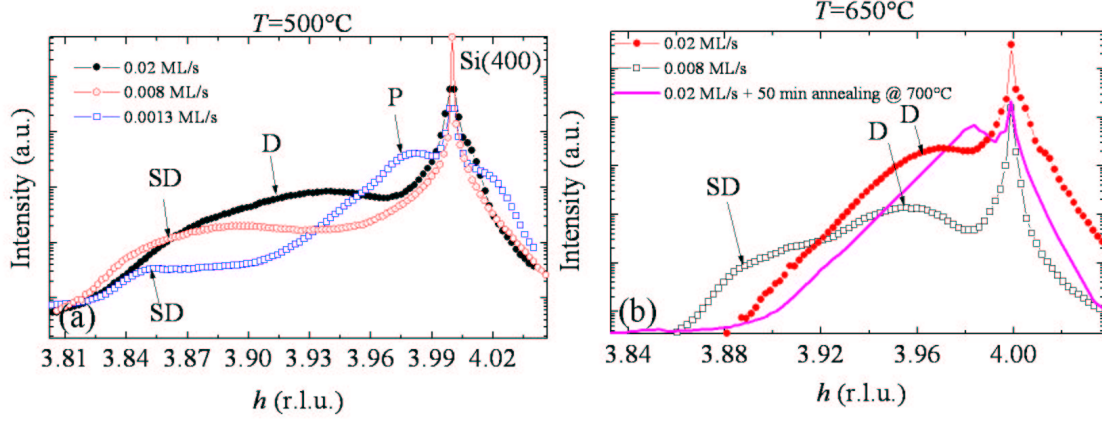 T=500°C
Si(400)
0.02 ML/s
0.008 ML/s
0.0013 ML/s
P
D
SD
SD
(a)
Intensity (a.u.)
3.81 3.84 3.87 3.90 3.93 3.96 3.99 4.02
h (r.l.u.)
T=650°C
0.02 ML/s
0.008 ML/s
0.02 ML/s + 50 min annealing @ 700°C
D
D
SD
(b)
Intensity (a.u.)
3.84 3.88 3.92 3.96 4.00
h (r.l.u.)